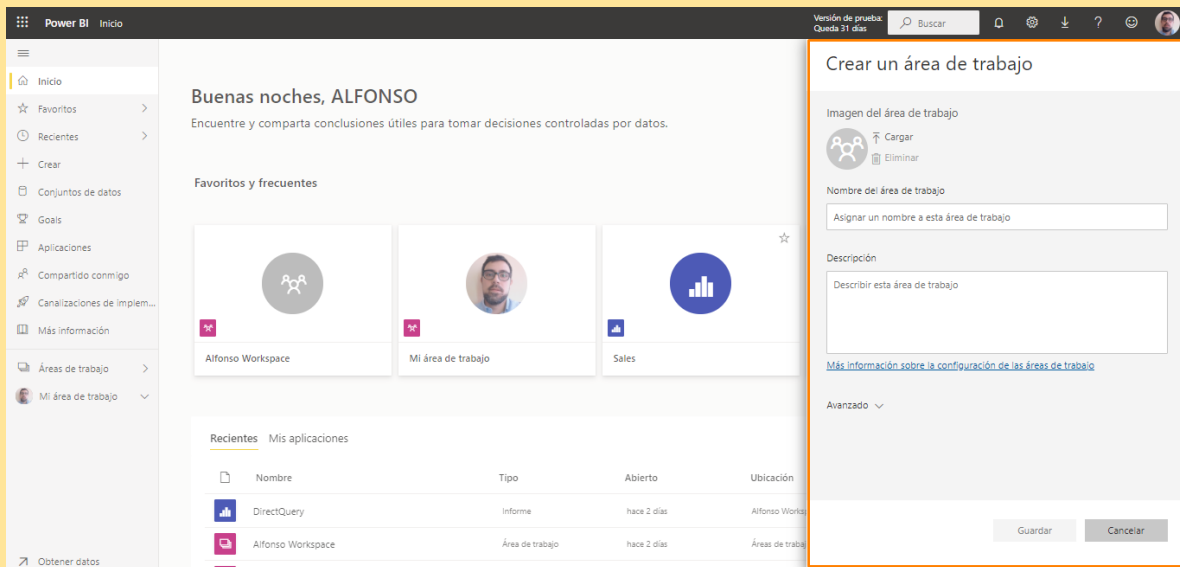 Power BI Inicio
Versión de prueba:
Queda 31 días
Buscar
Inicio
Favoritos
Recientes
Crear
Conjuntos de datos
Goals
Aplicaciones
Compartido conmigo
Canalizaciones de implem...
Más información
Áreas de trabajo
Mi área de trabajo
Obtener datos
Buenas noches, ALFONSO
Encuentre y comparta conclusiones útiles para tomar decisiones controladas por datos.
Favoritos y frecuentes
Alfonso Workspace
Mi área de trabajo
Sales
Recientes Mis aplicaciones
Nombre Tipo Abierto Ubicación
DirectQuery Informe hace 2 días Alfonso
Alfonso Workspace Área de trabajo hace 2 días Áreas de
Crear un área de trabajo
Imagen del área de trabajo
Cargar
Eliminar
Nombre del área de trabajo
Asignar un nombre a esta área de trabajo
Descripción
Describir esta área de trabajo
Más información sobre la configuración de las áreas de trabajo
Avanzado
Guardar Cancelar